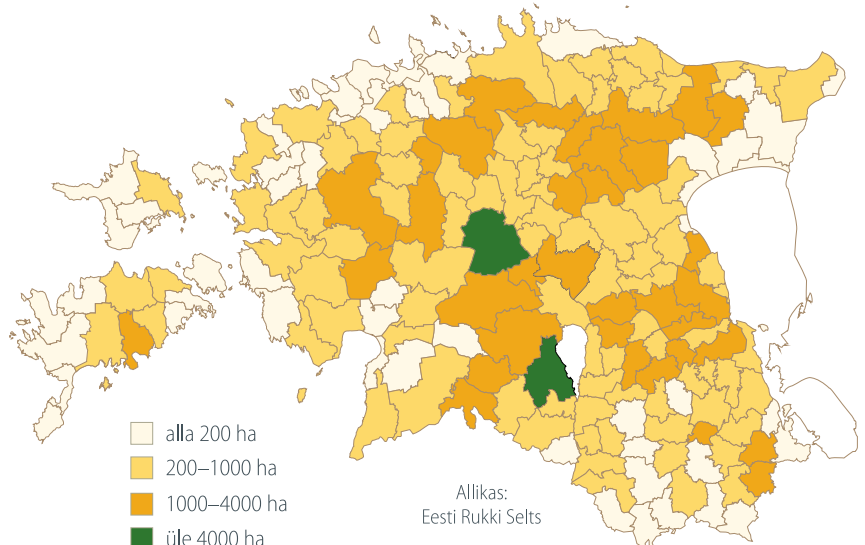 alla 200 ha
200–1000 ha
1000–4000 ha
üle 4000 ha
Allikas:
Eesti Rukki Selts